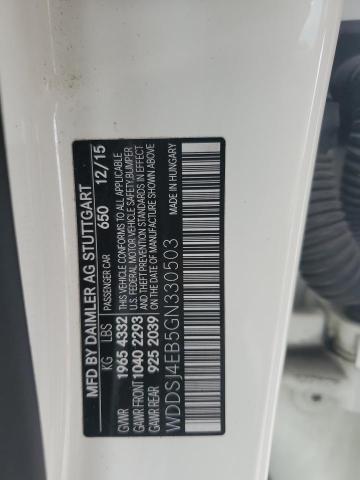 MFD BY DAIMLER AG STUTTGART
KG LBS PASSENGER CAR 650 12/15
GVWR 1965 4332 THIS VEHICLE CONFORMS TO ALL APPLICABLE
U.S. FEDERAL MOTOR VEHICLE SAFETY, BUMPER
GAWR FRONT 1040 2293 AND THEFT PREVENTION STANDARDS IN EFFECT
GAWR REAR 925 2039 ON THE DATE OF MANUFACTURE SHOWN ABOVE.
WDDSJ4EB5GN330503 MADE IN HUNGARY